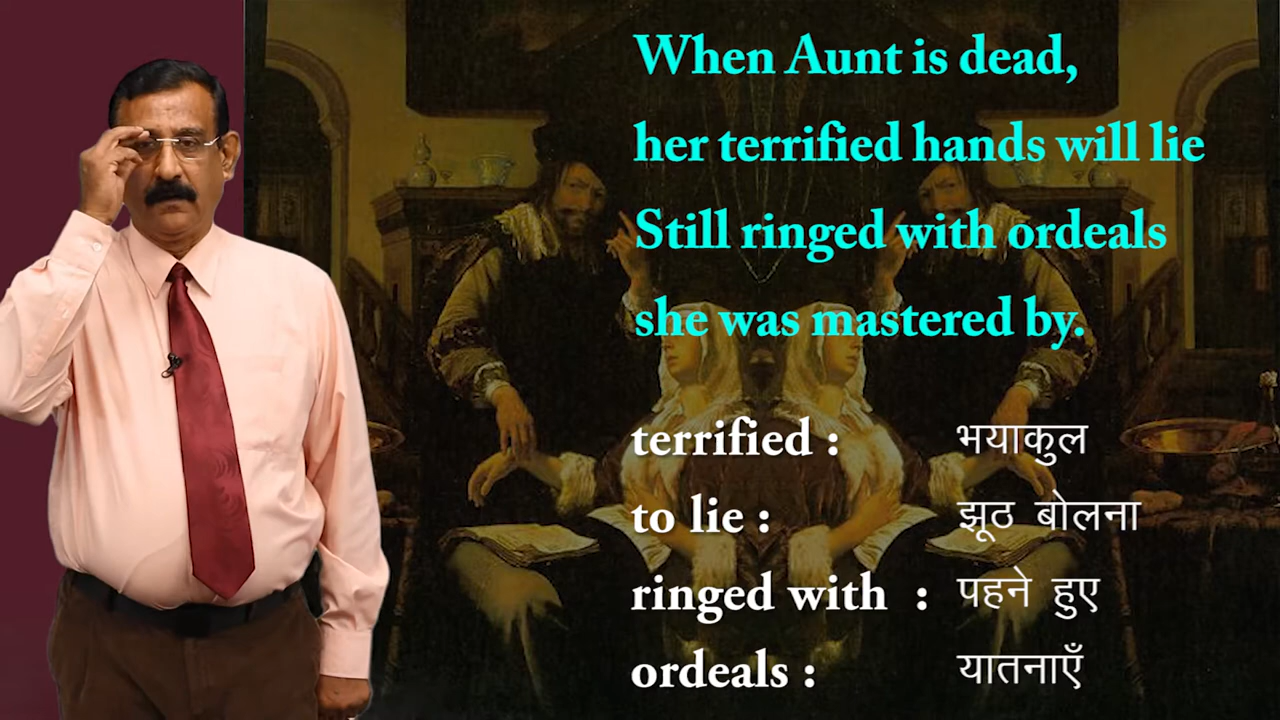 When Aunt is dead,
her terrified hands will lie
Still ringed with ordeals
she was mastered by.
terrified : भयाकुल
to lie : झूठ बोलना
ringed with : पहने हुए
ordeals : यातनाएँ